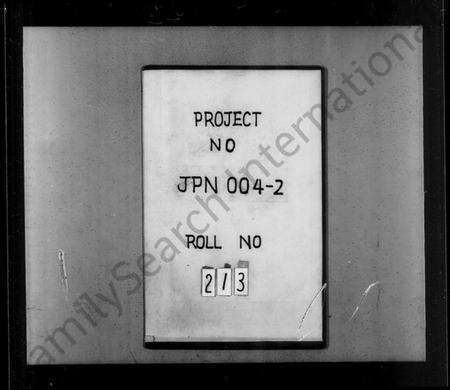 PROJECT
NO
JPN 004-2
ROLL NO
213
FamilySearch International